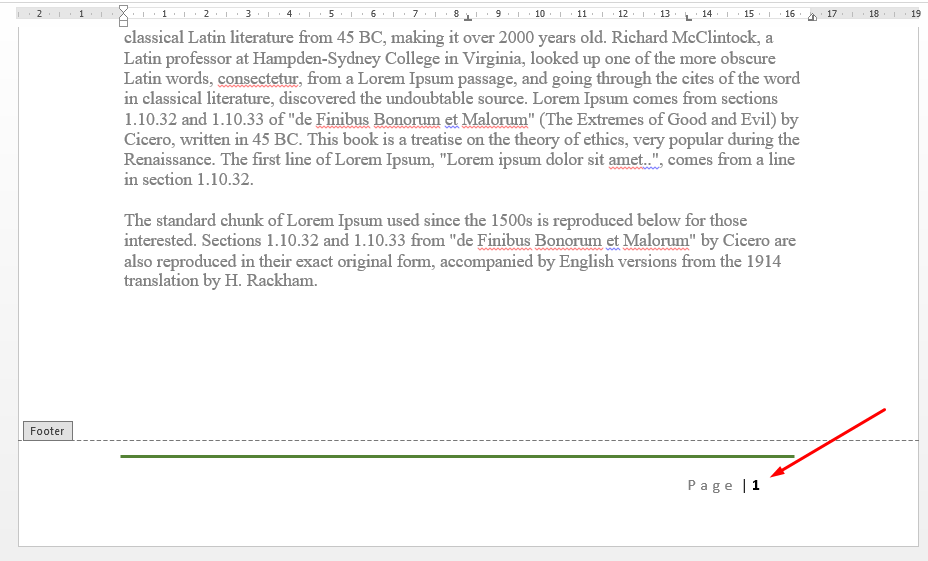 2 1 1 2 3 4 5 6 7 8 9 10 11 12 13 14 15 16 17 18 19
classical Latin literature from 45 BC, making it over 2000 years old. Richard McClintock, a
Latin professor at Hampden-Sydney College in Virginia, looked up one of the more obscure
Latin words, consectetur, from a Lorem Ipsum passage, and going through the cites of the word
in classical literature, discovered the undoubtable source. Lorem Ipsum comes from sections
1.10.32 and 1.10.33 of "de Finibus Bonorum et Malorum" (The Extremes of Good and Evil) by
Cicero, written in 45 BC. This book is a treatise on the theory of ethics, very popular during the
Renaissance. The first line of Lorem Ipsum, "Lorem ipsum dolor sit amet..", comes from a line
in section 1.10.32.
The standard chunk of Lorem Ipsum used since the 1500s is reproduced below for those
interested. Sections 1.10.32 and 1.10.33 from "de Finibus Bonorum et Malorum" by Cicero are
also reproduced in their exact original form, accompanied by English versions from the 1914
translation by H. Rackham.
Footer
Page | 1